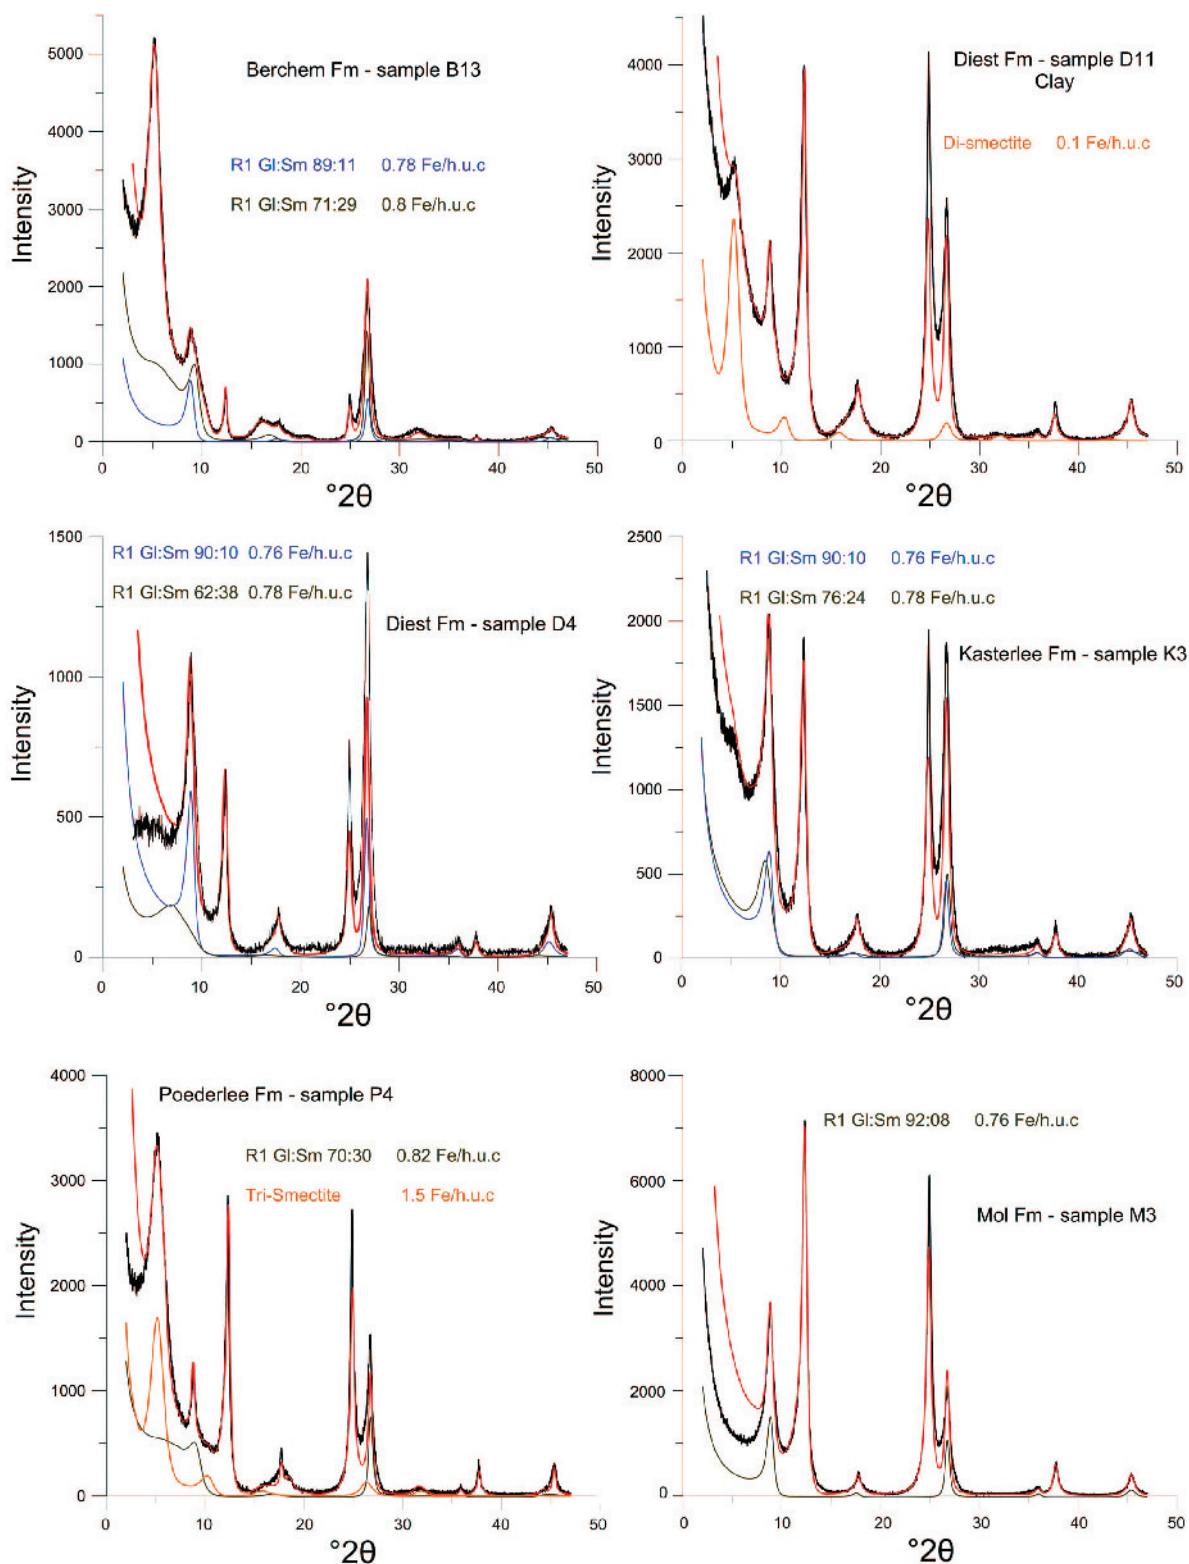 Berchem Fm - sample B13
R1 Gl:Sm 89:11 0.78 Fe/h.u.c
R1 Gl:Sm 71:29 0.8 Fe/h.u.c
Intensity
5000
4000
3000
2000
1000
0
0 10 20 30 40 50
°2θ
Diest Fm - sample D11
Clay
Di-smectite 0.1 Fe/h.u.c
Intensity
4000
3000
2000
1000
0
0 10 20 30 40 50
°2θ
R1 Gl:Sm 90:10 0.76 Fe/h.u.c
R1 Gl:Sm 62:38 0.78 Fe/h.u.c
Diest Fm - sample D4
Intensity
1500
1000
500
0
0 10 20 30 40 50
°2θ
R1 Gl:Sm 90:10 0.76 Fe/h.u.c
R1 Gl:Sm 76:24 0.78 Fe/h.u.c
Kasterlee Fm - sample K3
Intensity
2500
2000
1500
1000
500
0
0 10 20 30 40 50
°2θ
Poederlee Fm - sample P4
R1 Gl:Sm 70:30 0.82 Fe/h.u.c
Tri-Smectite 1.5 Fe/h.u.c
Intensity
4000
3000
2000
1000
0
0 10 20 30 40 50
°2θ
R1 Gl:Sm 92:08 0.76 Fe/h.u.c
Mol Fm - sample M3
Intensity
8000
6000
4000
2000
0
0 10 20 30 40 50
°2θ